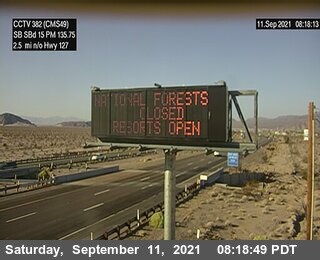 CCTV 382 (CMS49)
SB SBd 15 PM 135.75
2.5 mi n/o Hwy 127
11.Sep 2021 08:18:13
NATIONAL FORESTS
CLOSED
RESORTS OPEN
Saturday, September 11, 2021 08:18:49 PDT